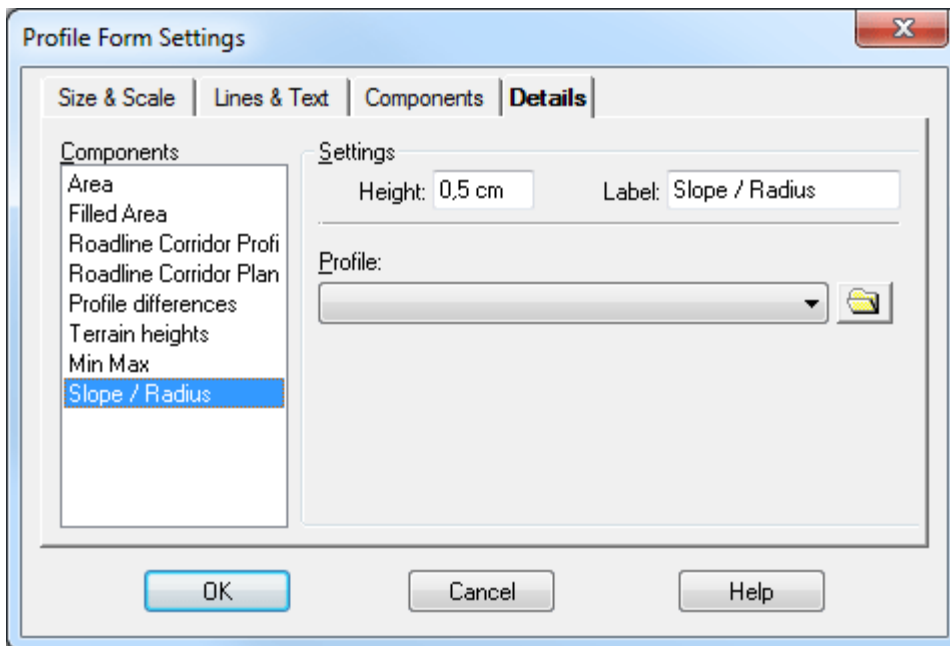 Profile Form Settings
Size & Scale
Lines & Text
Components
Details
Components
Area
Filled Area
Roadline Corridor Profi
Roadline Corridor Plan
Profile differences
Terrain heights
Min Max
Slope / Radius
Settings
Height: 0,5 cm
Label: Slope / Radius
Profile:
OK
Cancel
Help